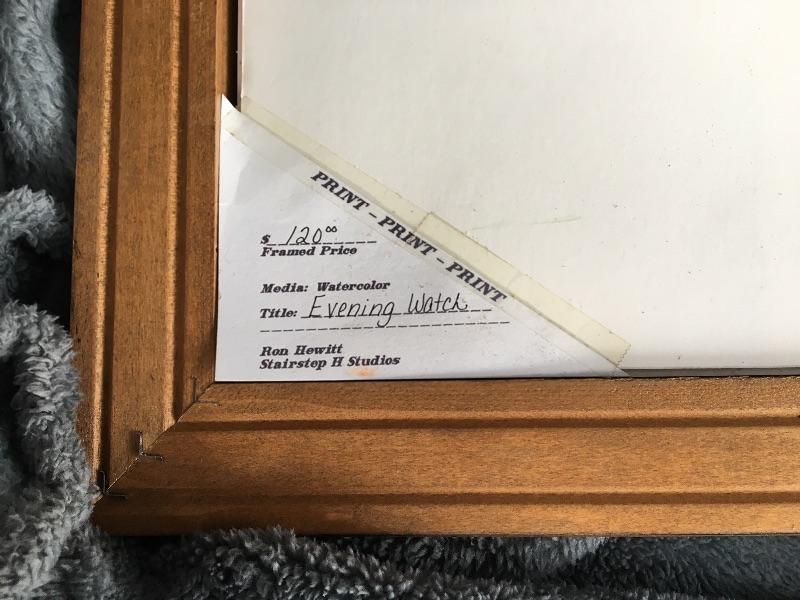 PRINT - PRINT - PRINT
$ 120.00
Framed Price
Media: Watercolor
Title: Evening Watch
Ron Hewitt
Stairstep H Studios